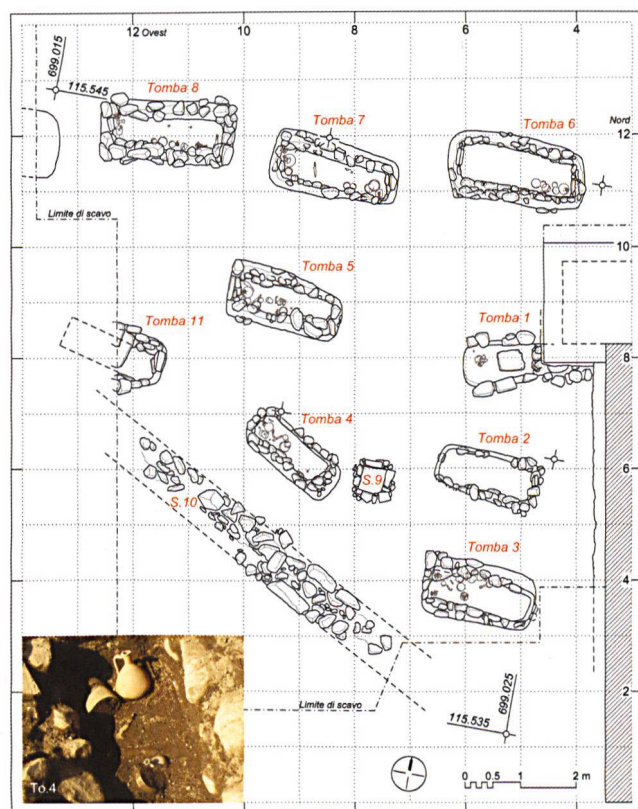 12 Ovest 10 8 6 4
699.015
115.545
Tomba 8
Tomba 7
Tomba 6
Nord
12
Limite di scavo
10
Tomba 5
Tomba 11
Tomba 1
8
Tomba 4
Tomba 2
S.9
6
S.10
Tomba 3
4
2
Limite di scavo
699.025
115.535
To.4
0 0.5 1 2 m